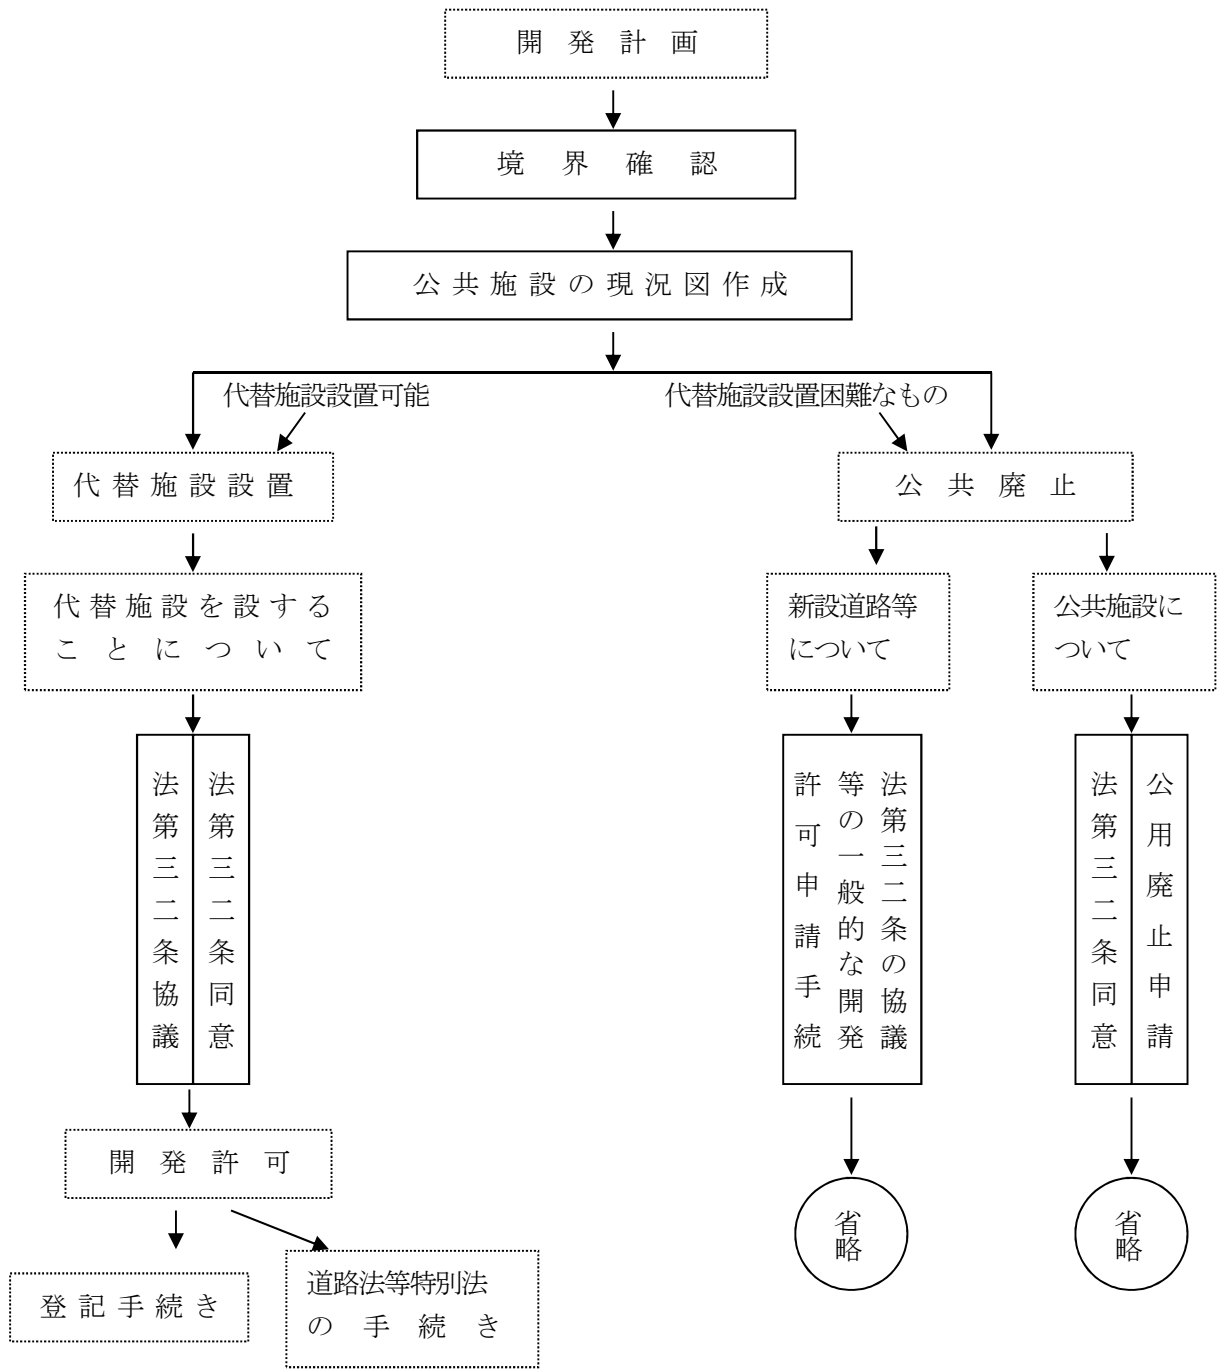 開発計画
境界確認
公共施設の現況図作成
代替施設設置可能
代替施設設置困難なもの
代替施設設置
公共廃止
代替施設を設する
ことについて
新設道路等
について
公共施設に
ついて
法第三二条同意
法第三二条協議
法第三二条の協議
等の一般的な開発
許可申請手続
公用廃止申請
法第三二条同意
開発許可
省略
省略
登記手続き
道路法等特別法
の手続き